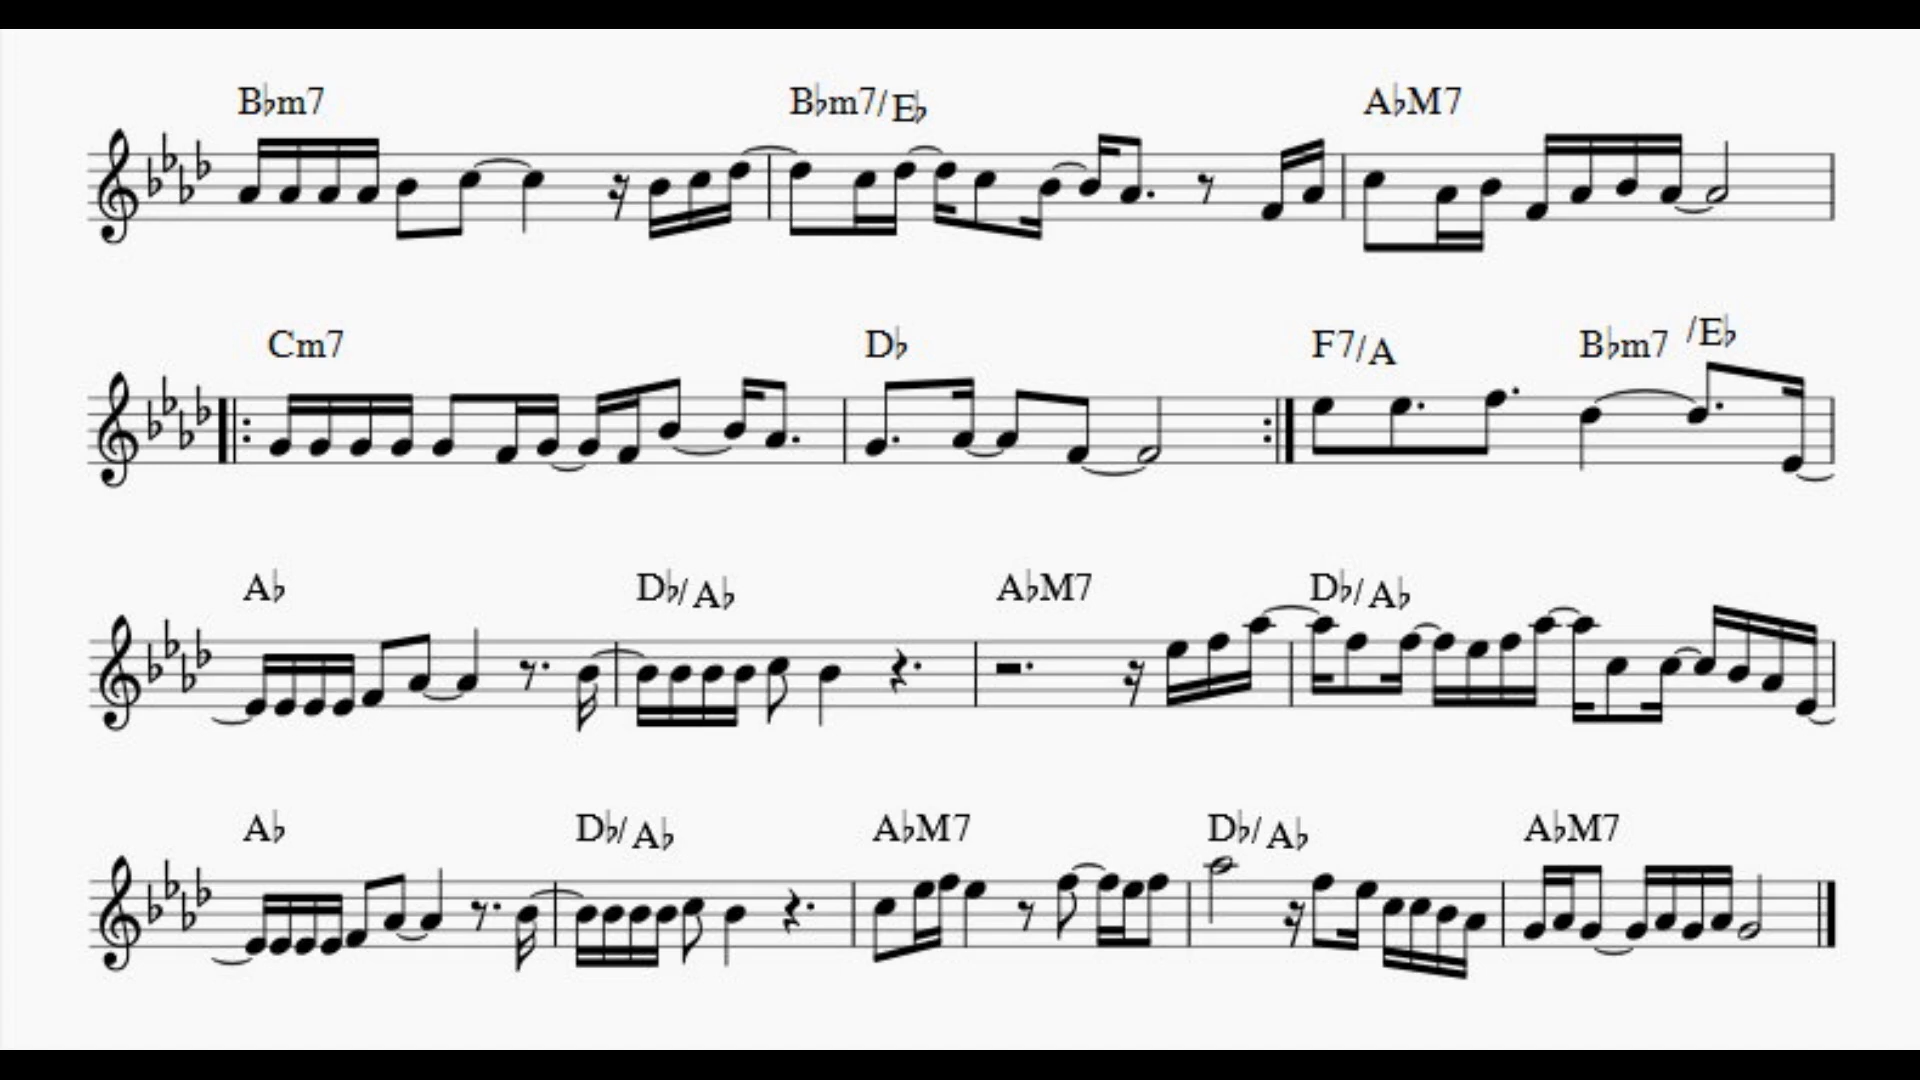 B♭m7 B♭m7/E♭ A♭M7
Cm7 D♭ F7/A B♭m7 /E♭
A♭ D♭/A♭ A♭M7 D♭/A♭
A♭ D♭/A♭ A♭M7 D♭/A♭ A♭M7